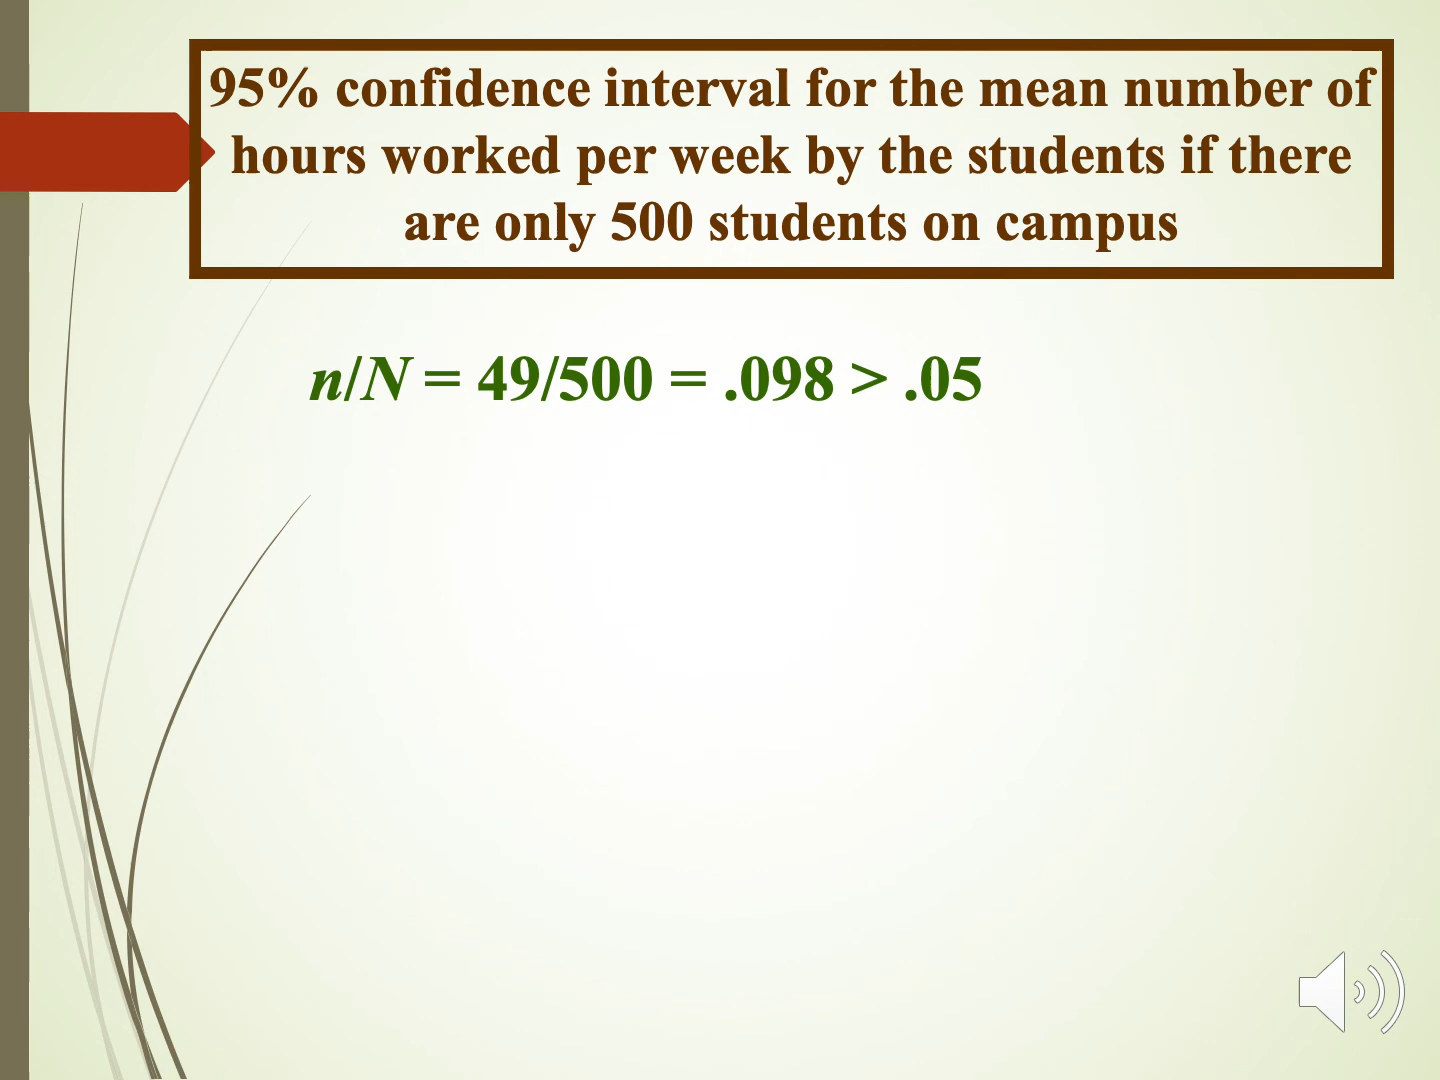 95% confidence interval for the mean number of
hours worked per week by the students if there
are only 500 students on campus
n/N = 49/500 = .098 > .05